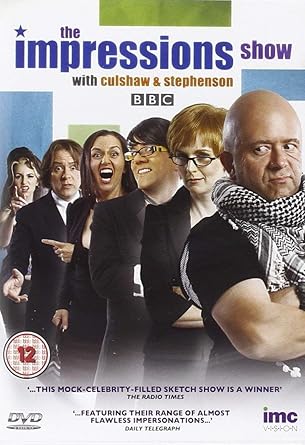 the
impressions show
with culshaw & stephenson
BBC
12
'...THIS MOCK-CELEBRITY-FILLED SKETCH SHOW IS A WINNER'
THE RADIO TIMES
'...FEATURING THEIR RANGE OF ALMOST
FLAWLESS IMPERSONATIONS...'
DAILY TELEGRAPH
DVD
VIDEO
imc
V·I·S·I·O·N